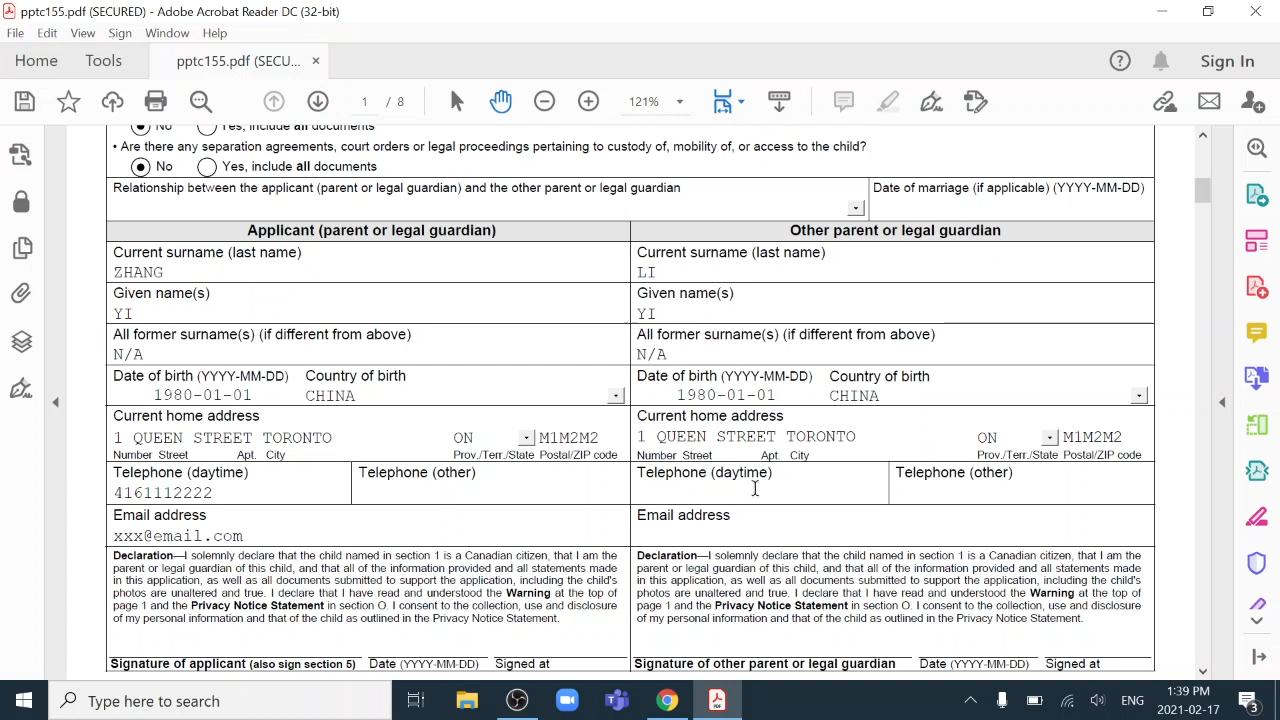 pptc155.pdf (SECURED) - Adobe Acrobat Reader DC (32-bit)
File Edit View Sign Window Help
Home Tools pptc155.pdf (SECU... × Sign In
1 / 8 121%
No Yes, include all documents
• Are there any separation agreements, court orders or legal proceedings pertaining to custody of, mobility of, or access to the child?
No Yes, include all documents
Relationship between the applicant (parent or legal guardian) and the other parent or legal guardian Date of marriage (if applicable) (YYYY-MM-DD)
Applicant (parent or legal guardian) Other parent or legal guardian
Current surname (last name) Current surname (last name)
ZHANG LI
Given name(s) Given name(s)
YI YI
All former surname(s) (if different from above) All former surname(s) (if different from above)
N/A N/A
Date of birth (YYYY-MM-DD) Country of birth Date of birth (YYYY-MM-DD) Country of birth
1980-01-01 CHINA 1980-01-01 CHINA
Current home address Current home address
1 QUEEN STREET TORONTO ON M1M2M2 1 QUEEN STREET TORONTO ON M1M2M2
Number Street Apt. City Prov./Terr./State Postal/ZIP code Number Street Apt. City Prov./Terr./State Postal/ZIP code
Telephone (daytime) Telephone (other) Telephone (daytime) Telephone (other)
4161112222
Email address Email address
xxx@email.com
Declaration—I solemnly declare that the child named in section 1 is a Canadian citizen, that I am the Declaration—I solemnly declare that the child named in section 1 is a Canadian citizen, that I am the
parent or legal guardian of this child, and that all of the information provided and all statements made parent or legal guardian of this child, and that all of the information provided and all statements made
in this application, as well as all documents submitted to support the application, including the child's in this application, as well as all documents submitted to support the application, including the child's
photos are unaltered and true. I declare that I have read and understood the Warning at the top of photos are unaltered and true. I declare that I have read and understood the Warning at the top of
page 1 and the Privacy Notice Statement in section O. I consent to the collection, use and disclosure page 1 and the Privacy Notice Statement in section O. I consent to the collection, use and disclosure
of my personal information and that of the child as outlined in the Privacy Notice Statement. of my personal information and that of the child as outlined in the Privacy Notice Statement.
Signature of applicant (also sign section 5) Date (YYYY-MM-DD) Signed at Signature of other parent or legal guardian Date (YYYY-MM-DD) Signed at
Type here to search ENG 1:39 PM
2021-02-17 3